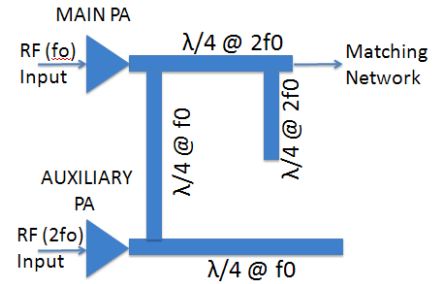 MAIN PA
RF (fo)
Input
λ/4 @ 2f0
Matching
Network
λ/4 @ f0
λ/4 @ 2f0
AUXILIARY
PA
RF (2fo)
Input
λ/4 @ f0